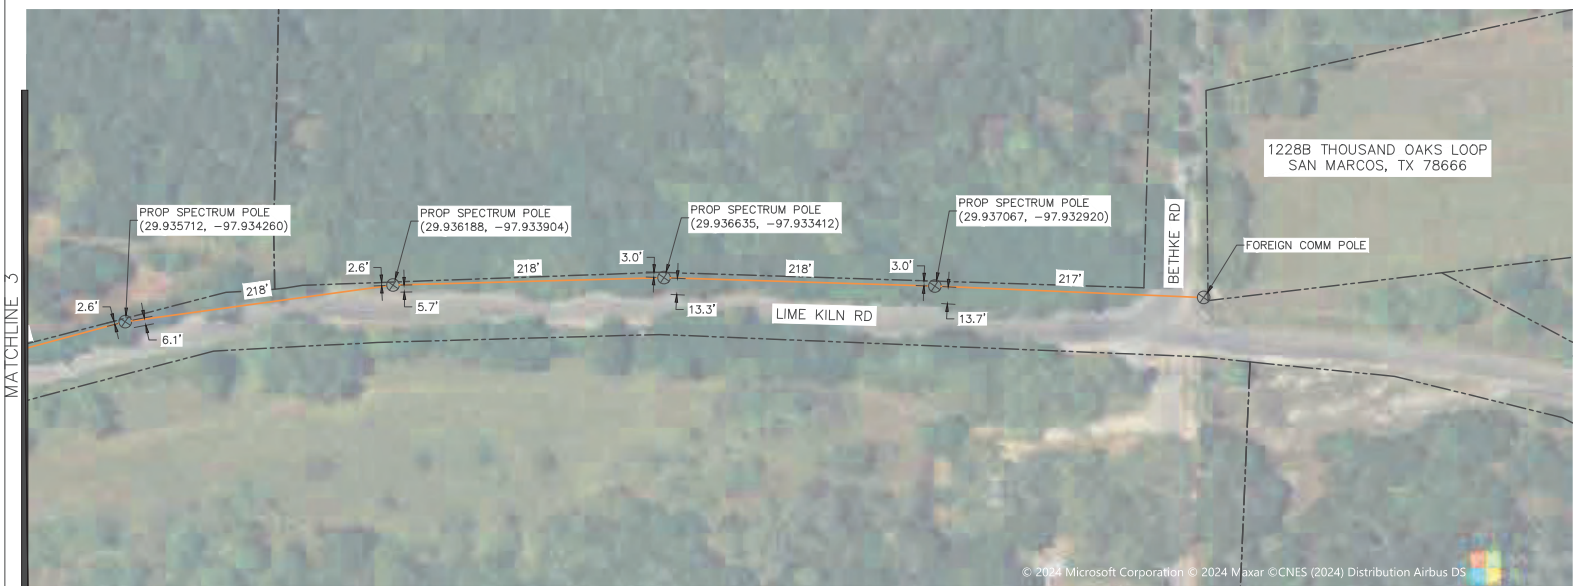 MATCHLINE 3
PROP SPECTRUM POLE
(29.935712, −97.934260)
2.6'
6.1'
218'
PROP SPECTRUM POLE
(29.936188, −97.933904)
2.6'
5.7'
218'
PROP SPECTRUM POLE
(29.936635, −97.933412)
3.0'
13.3'
218'
PROP SPECTRUM POLE
(29.937067, −97.932920)
3.0'
13.7'
217'
LIME KILN RD
BETHKE RD
FOREIGN COMM POLE
1228B THOUSAND OAKS LOOP
SAN MARCOS, TX 78666
© 2024 Microsoft Corporation © 2024 Maxar ©CNES (2024) Distribution Airbus DS